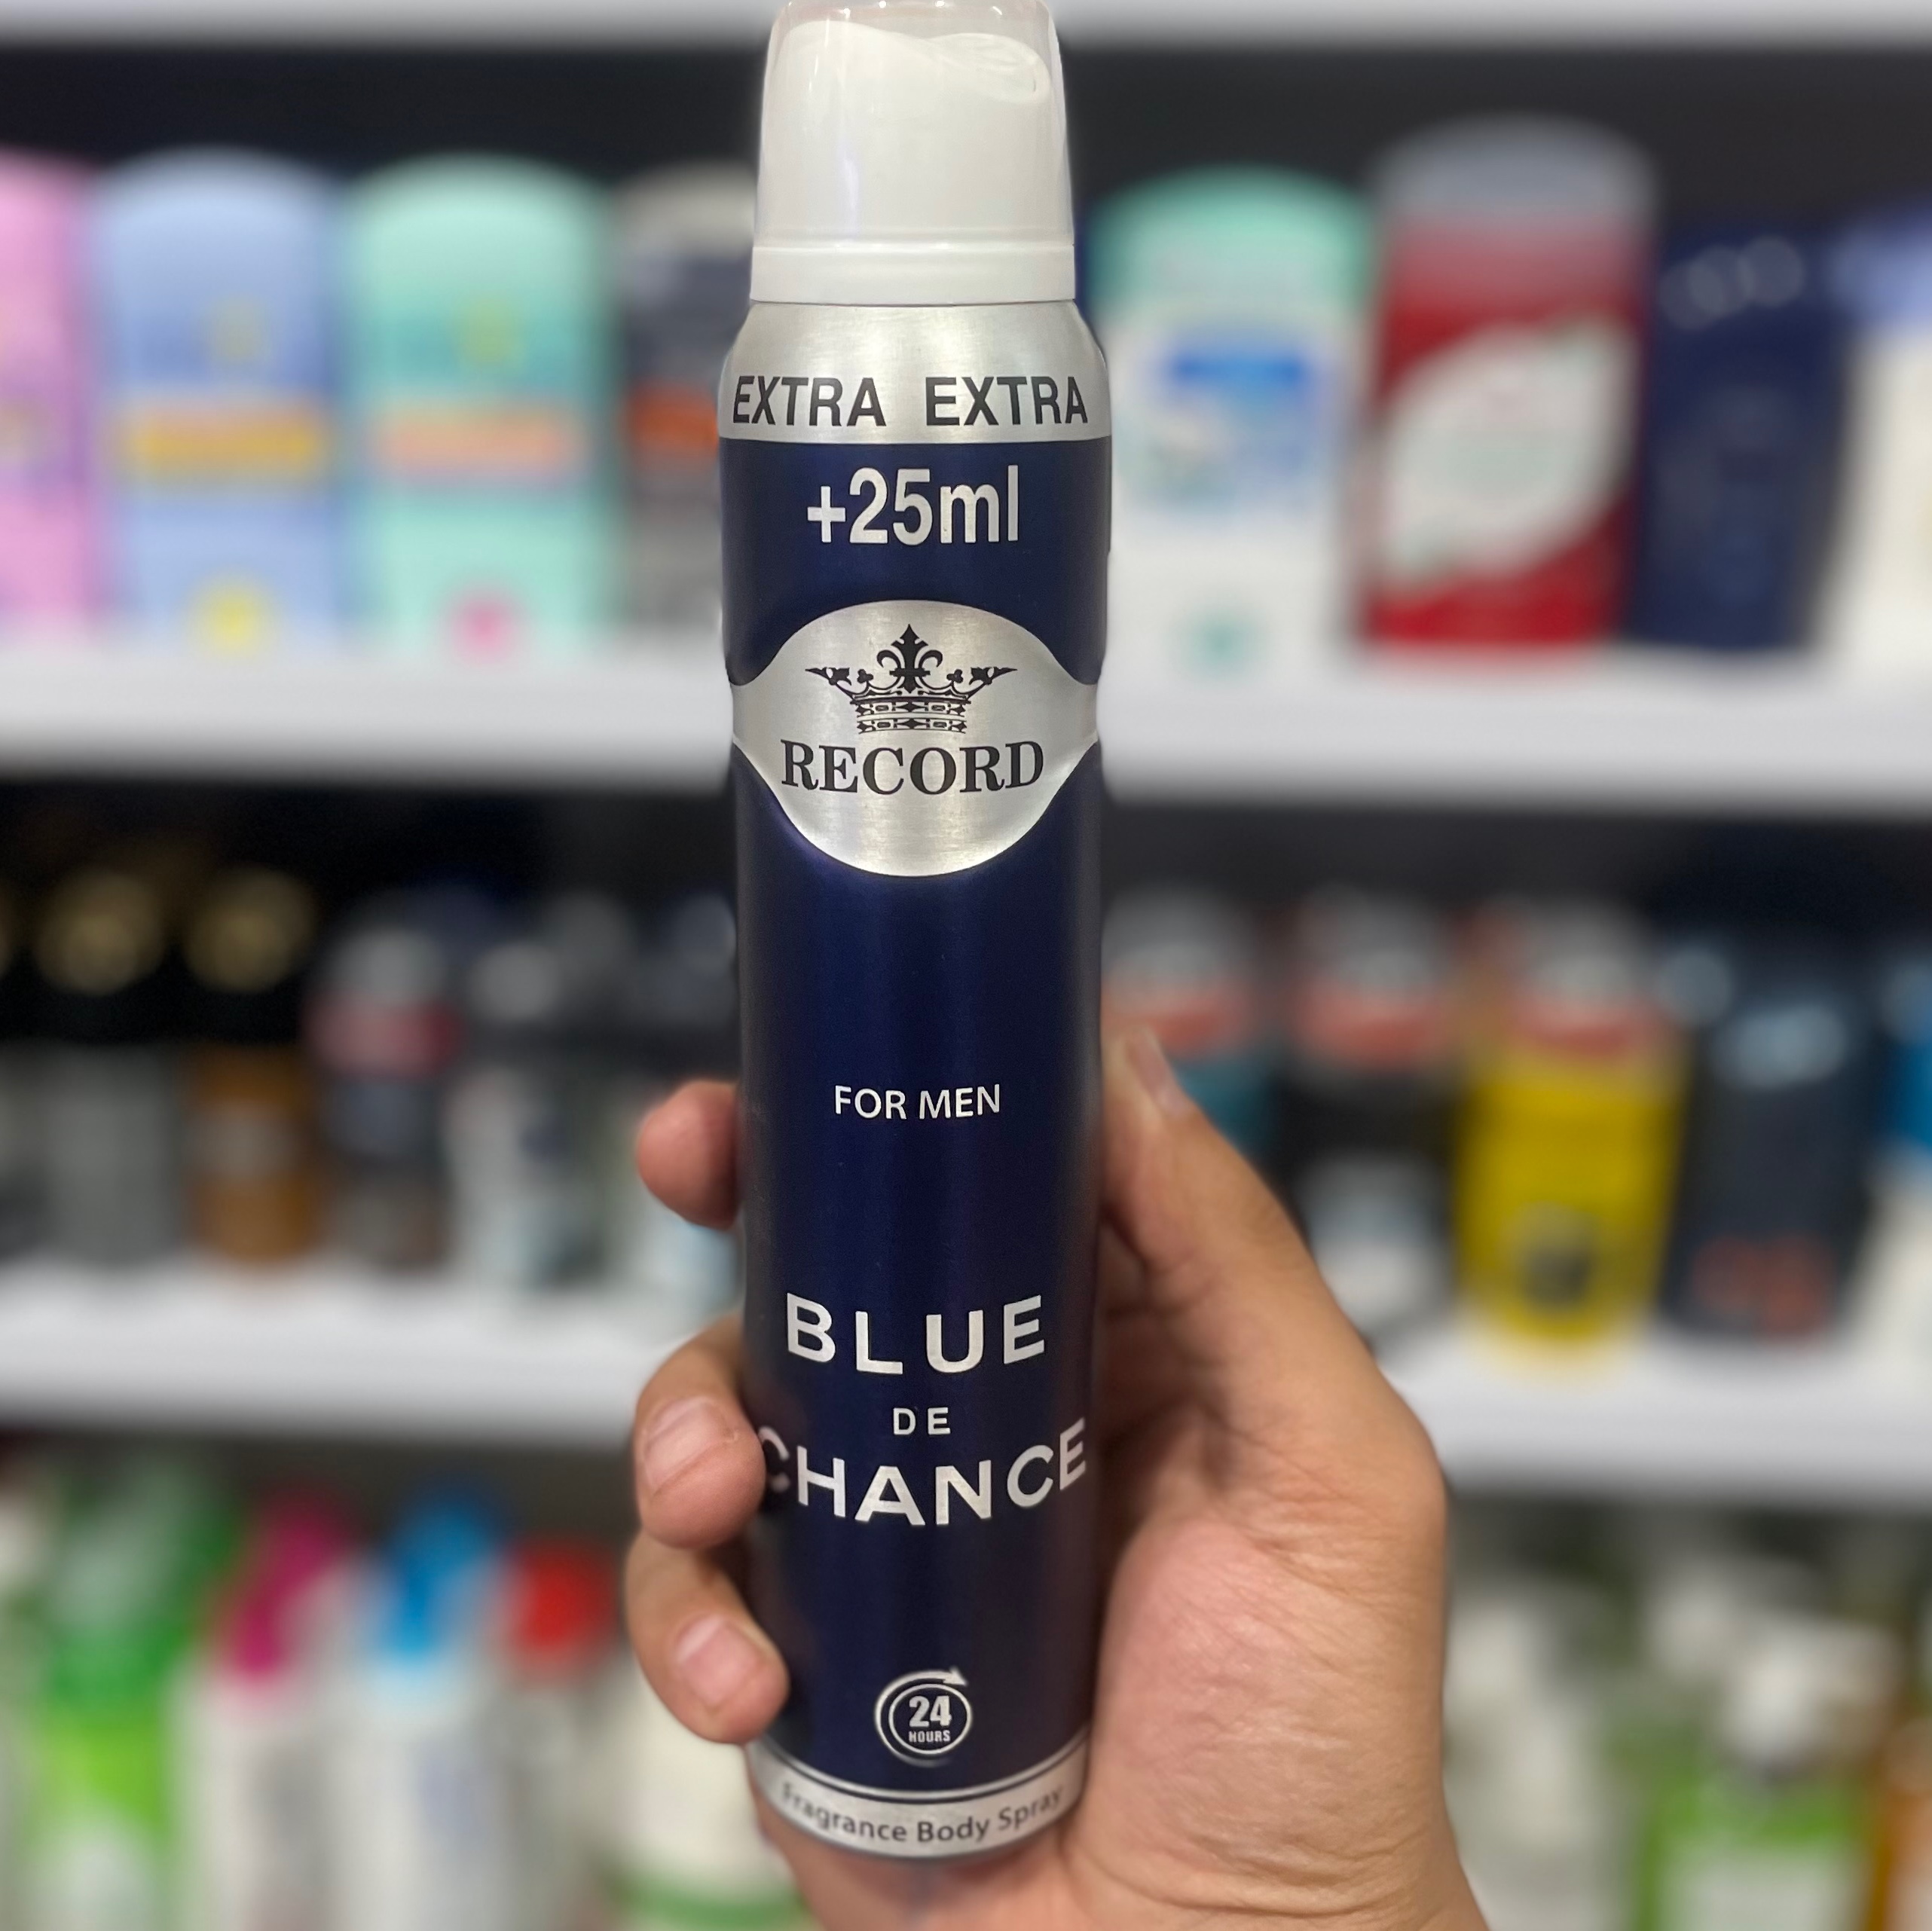 EXTRA EXTRA
+25ml
RECORD
FOR MEN
BLUE
DE
CHANCE
24
HOURS
Fragrance Body Spray